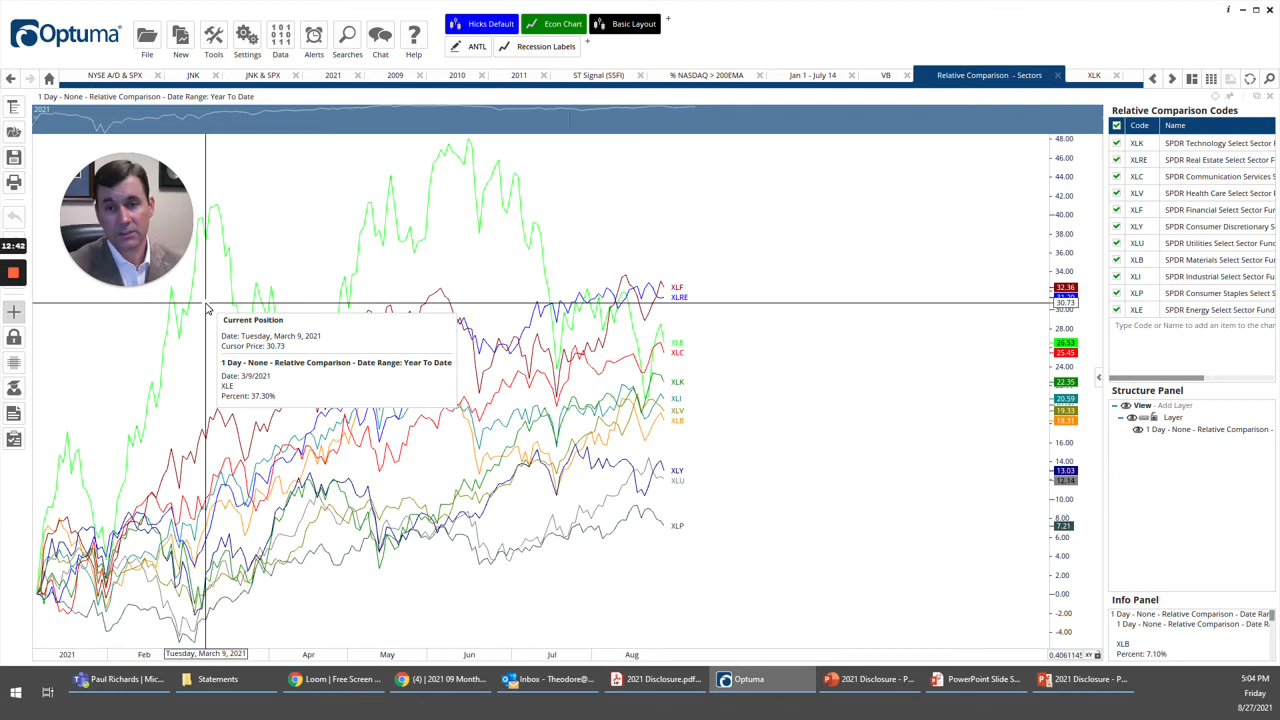 Optuma
File
New
Tools
Settings
Data
Alerts
Searches
Chat
Help
Hicks Default
Econ Chart
Basic Layout
ANTL
Recession Labels
NYSE A/D & SPX
JNK
JNK & SPX
2021
2009
2010
2011
ST Signal (SSFI)
% NASDAQ > 200EMA
Jan 1 - July 14
VB
Relative Comparison - Sectors
XLK
1 Day - None - Relative Comparison - Date Range: Year To Date
2021
12:42
Current Position
Date: Tuesday, March 9, 2021
Cursor Price: 30.73
1 Day - None - Relative Comparison - Date Range: Year To Date
Date: 3/9/2021
XLE
Percent: 37.30%
XLF
XLRE
XLE
XLC
XLK
XLI
XLV
XLB
XLY
XLU
XLP
48.00
46.00
44.00
42.00
40.00
38.00
36.00
34.00
32.36
30.73
30.00
28.00
26.53
25.45
22.35
20.59
19.33
18.31
16.00
14.00
13.03
12.14
10.00
8.00
7.21
6.00
4.00
2.00
0.00
-2.00
-4.00
2021
Feb
Tuesday, March 9, 2021
Apr
May
Jun
Jul
Aug
0.4061145
XY
Relative Comparison Codes
Code Name
XLK SPDR Technology Select Sector F
XLRE SPDR Real Estate Select Sector F
XLC SPDR Communication Services S
XLV SPDR Health Care Select Sector F
XLF SPDR Financial Select Sector Fun
XLY SPDR Consumer Discretionary S
XLU SPDR Utilities Select Sector Fund
XLB SPDR Materials Select Sector Fu
XLI SPDR Industrial Select Sector Fu
XLP SPDR Consumer Staples Select S
XLE SPDR Energy Select Sector Fund
Type Code or Name to add an item to the char
Structure Panel
View - Add Layer
Layer
1 Day - None - Relative Comparison -
Info Panel
1 Day - None - Relative Comparison - Date Ran
1 Day - None - Relative Comparison - Date Ra
XLB
Percent: 7.10%
Paul Richards | Mic...
Statements
Loom | Free Screen ...
(4) | 2021 09 Month...
Inbox - Theodore@...
2021 Disclosure.pdf...
Optuma
2021 Disclosure - P...
PowerPoint Slide S...
2021 Disclosure - P...
5:04 PM
Friday
8/27/2021